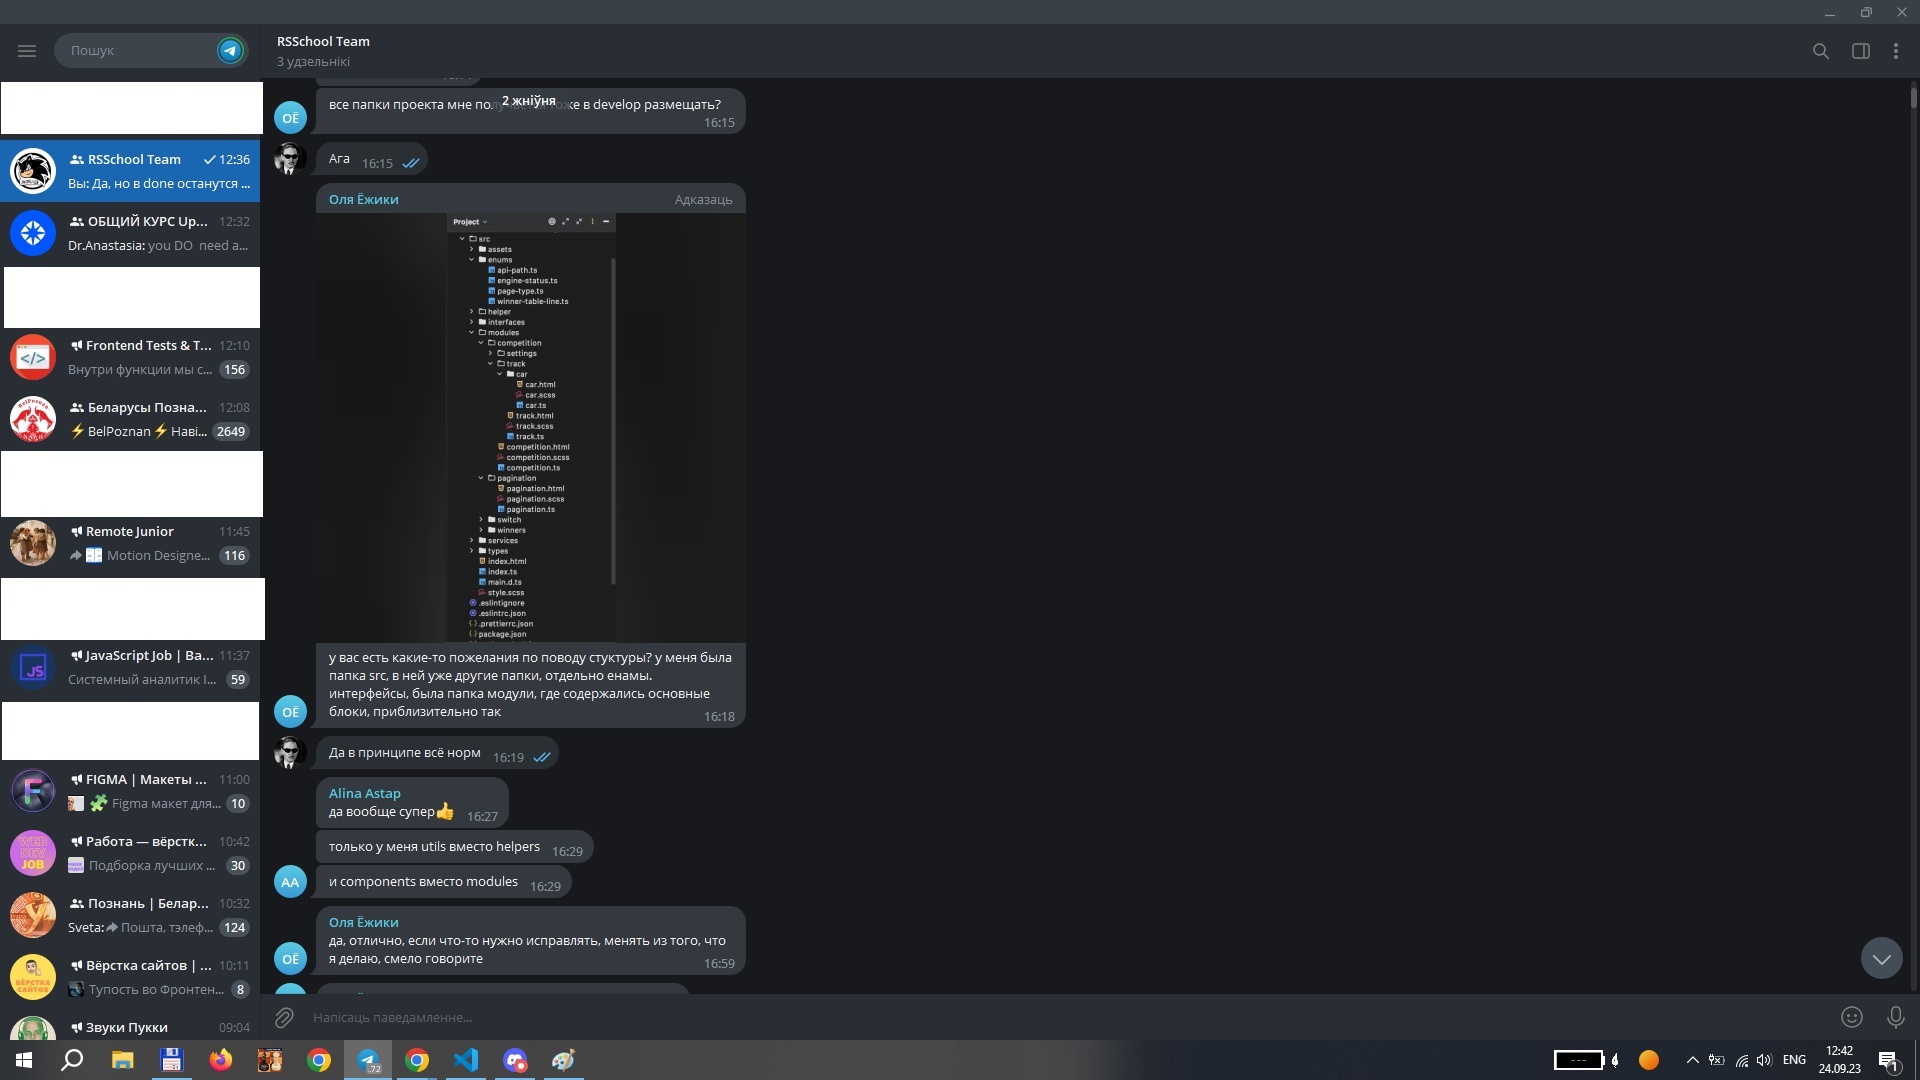 Пошук
RSSchool Team
3 удзельнікі
RSSchool Team 12:36
Вы: Да, но в done останутся ...
ОБЩИЙ КУРС Up... 12:32
Dr.Anastasia: you DO need a...
Frontend Tests & T... 12:10
Внутри функции мы с... 156
Беларусы Позна... 12:08
BelPoznan Наві... 2649
Remote Junior 11:45
Motion Designe... 116
JavaScript Job | Ba... 11:37
Системный аналитик I... 59
FIGMA | Макеты ... 11:00
Figma макет для... 10
Работа — вёрстк... 10:42
Подборка лучших ... 30
Познань | Белар... 10:32
Sveta: Пошта, тэлеф... 124
Вёрстка сайтов | ... 10:11
Тупость во Фронтен... 8
Звуки Пукки 09:04
2 жніўня
все папки проекта мне в develop размещать?
16:15
ОЁ
Ага 16:15
Оля Ёжики Адказаць
Project
src
assets
enums
api-path.ts
engine-status.ts
page-type.ts
winner-table-line.ts
helper
interfaces
modules
competition
settings
track
car
car.html
car.scss
car.ts
track.html
track.scss
track.ts
competition.html
competition.scss
competition.ts
pagination
pagination.html
pagination.scss
pagination.ts
switch
winners
services
types
index.html
index.ts
main.d.ts
style.scss
.eslintignore
.eslintrc.json
.prettierrc.json
package.json
у вас есть какие-то пожелания по поводу стуктуры? у меня была
папка src, в ней уже другие папки, отдельно енамы.
интерфейсы, была папка модули, где содержались основные
блоки, приблизительно так
16:18
ОЁ
Да в принципе всё норм 16:19
Alina Astap
да вообще супер👍 16:27
только у меня utils вместо helpers 16:29
АА
и components вместо modules 16:29
Оля Ёжики
да, отлично, если что-то нужно исправлять, менять из того, что
я делаю, смело говорите
16:59
ОЁ
Напісаць паведамленне...
JS
WEB DEV JOB
ВЁРСТКА САЙТОВ
..72
ENG
12:42
24.09.23
1